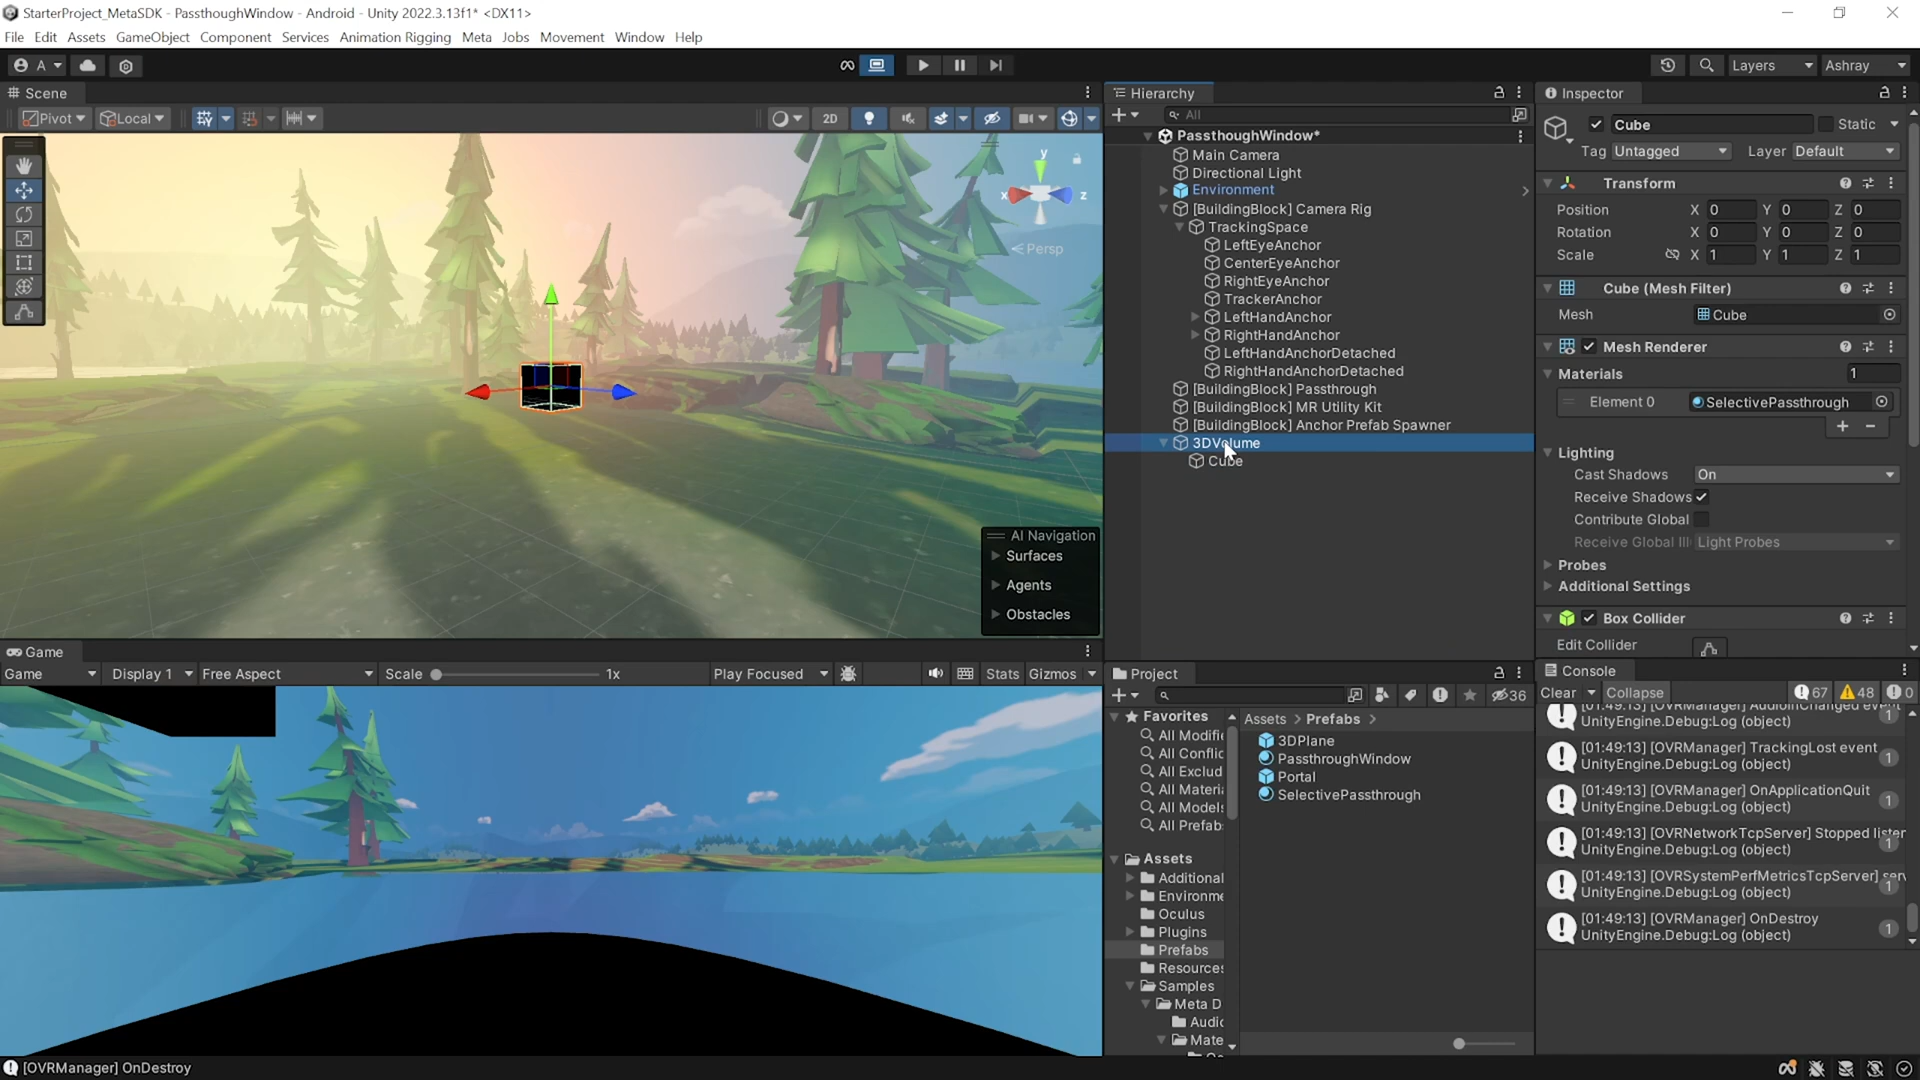 StarterProject_MetaSDK - PassthoughWindow - Android - Unity 2022.3.13f1* <DX11>
File Edit Assets GameObject Component Services Animation Rigging Meta Jobs Movement Window Help
A
Layers Ashray
Scene
Pivot Local 2D
y
x z
Persp
AI Navigation
Surfaces
Agents
Obstacles
Game
Game Display 1 Free Aspect Scale 1x Play Focused Stats Gizmos
Hierarchy
All
PassthoughWindow*
Main Camera
Directional Light
Environment
[BuildingBlock] Camera Rig
TrackingSpace
LeftEyeAnchor
CenterEyeAnchor
RightEyeAnchor
TrackerAnchor
LeftHandAnchor
RightHandAnchor
LeftHandAnchorDetached
RightHandAnchorDetached
[BuildingBlock] Passthrough
[BuildingBlock] MR Utility Kit
[BuildingBlock] Anchor Prefab Spawner
3DVolume
Cube
Project
36
Favorites
All Modifi
All Conflic
All Exclud
All Materi
All Model
All Prefab
Assets
Additional
Environme
Oculus
Plugins
Prefabs
Resources
Samples
Meta D
Audic
Mate
Assets > Prefabs >
3DPlane
PassthroughWindow
Portal
SelectivePassthrough
Inspector
Cube Static
Tag Untagged Layer Default
Transform
Position X 0 Y 0 Z 0
Rotation X 0 Y 0 Z 0
Scale X 1 Y 1 Z 1
Cube (Mesh Filter)
Mesh Cube
Mesh Renderer
Materials 1
Element 0 SelectivePassthrough
Lighting
Cast Shadows On
Receive Shadows
Contribute Global
Receive Global Ill Light Probes
Probes
Additional Settings
Box Collider
Edit Collider
Console
Clear Collapse 67 48 0
UnityEngine.Debug:Log (object) 1
[01:49:13] [OVRManager] TrackingLost event
UnityEngine.Debug:Log (object) 1
[01:49:13] [OVRManager] OnApplicationQuit
UnityEngine.Debug:Log (object) 1
[01:49:13] [OVRNetworkTcpServer] Stopped lister
UnityEngine.Debug:Log (object) 1
[01:49:13] [OVRSystemPerfMetricsTcpServer] serv
UnityEngine.Debug:Log (object) 1
[01:49:13] [OVRManager] OnDestroy
UnityEngine.Debug:Log (object) 1
[OVRManager] OnDestroy